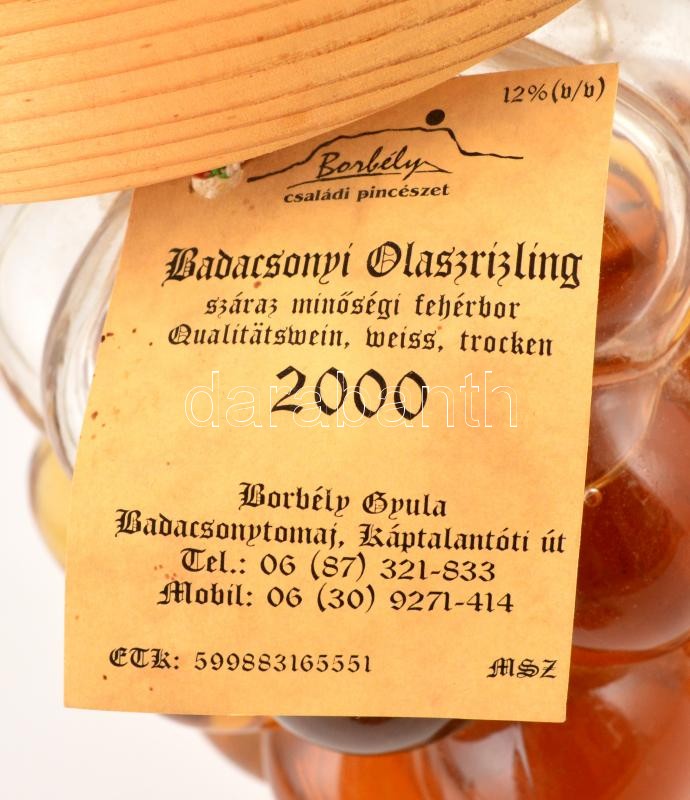 12%(v/v)
Borbély
családi pincészet
Badacsonyi Olaszrizling
száraz minőségi fehérbor
Qualitätswein, weiss, trocken
2000
darabanth
Borbély Gyula
Badacsonytomaj, Káptalantóti út
Tel.: 06 (87) 321-833
Mobil: 06 (30) 9271-414
ETK: 599883165551 MSZ